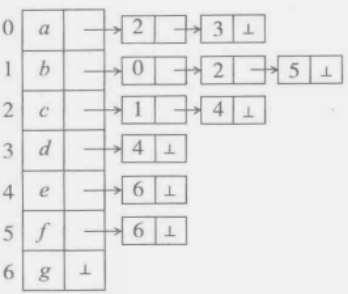 0 a 2 3 ⊥
1 b 0 2 5 ⊥
2 c 1 4 ⊥
3 d 4 ⊥
4 e 6 ⊥
5 f 6 ⊥
6 g ⊥